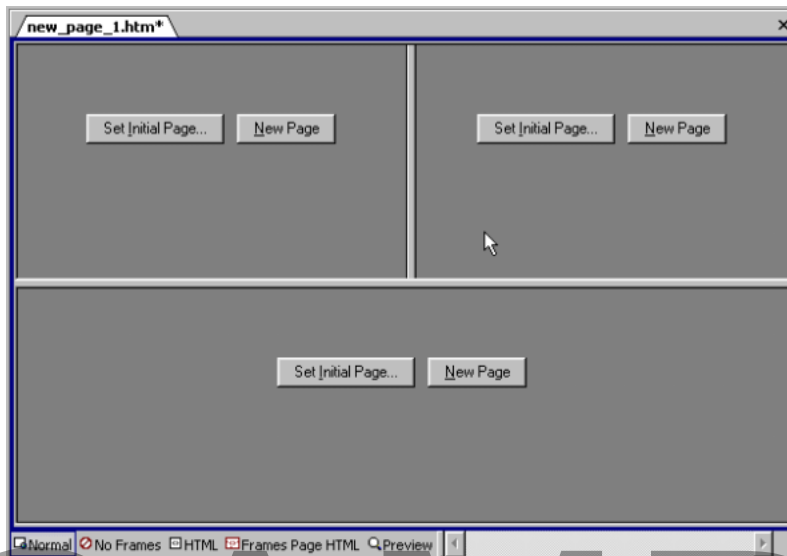 new_page_1.htm*
Set Initial Page... New Page
Set Initial Page... New Page
Set Initial Page... New Page
Normal No Frames HTML Frames Page HTML Preview